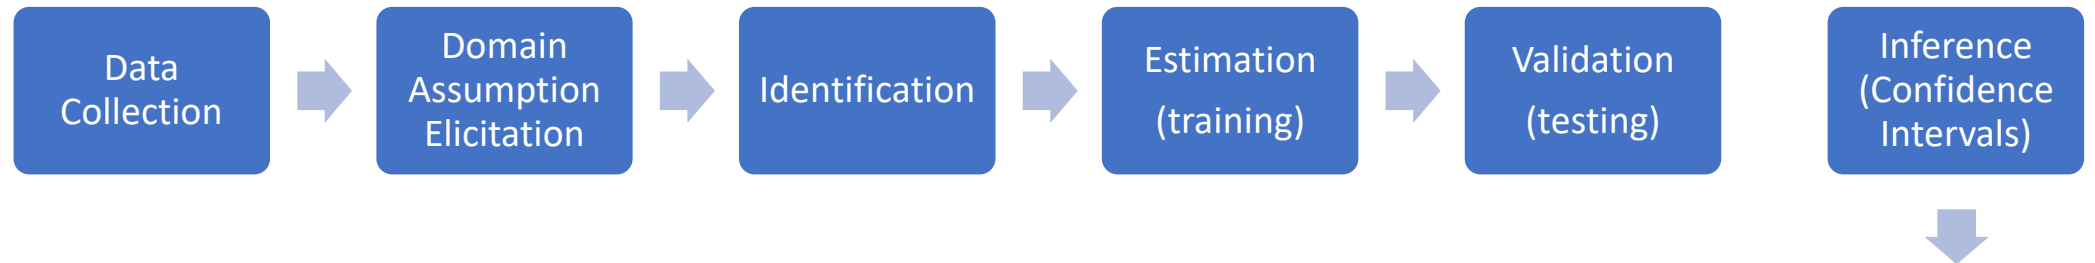 Data
Collection
Domain
Assumption
Elicitation
Identification
Estimation
(training)
Validation
(testing)
Inference
(Confidence
Intervals)